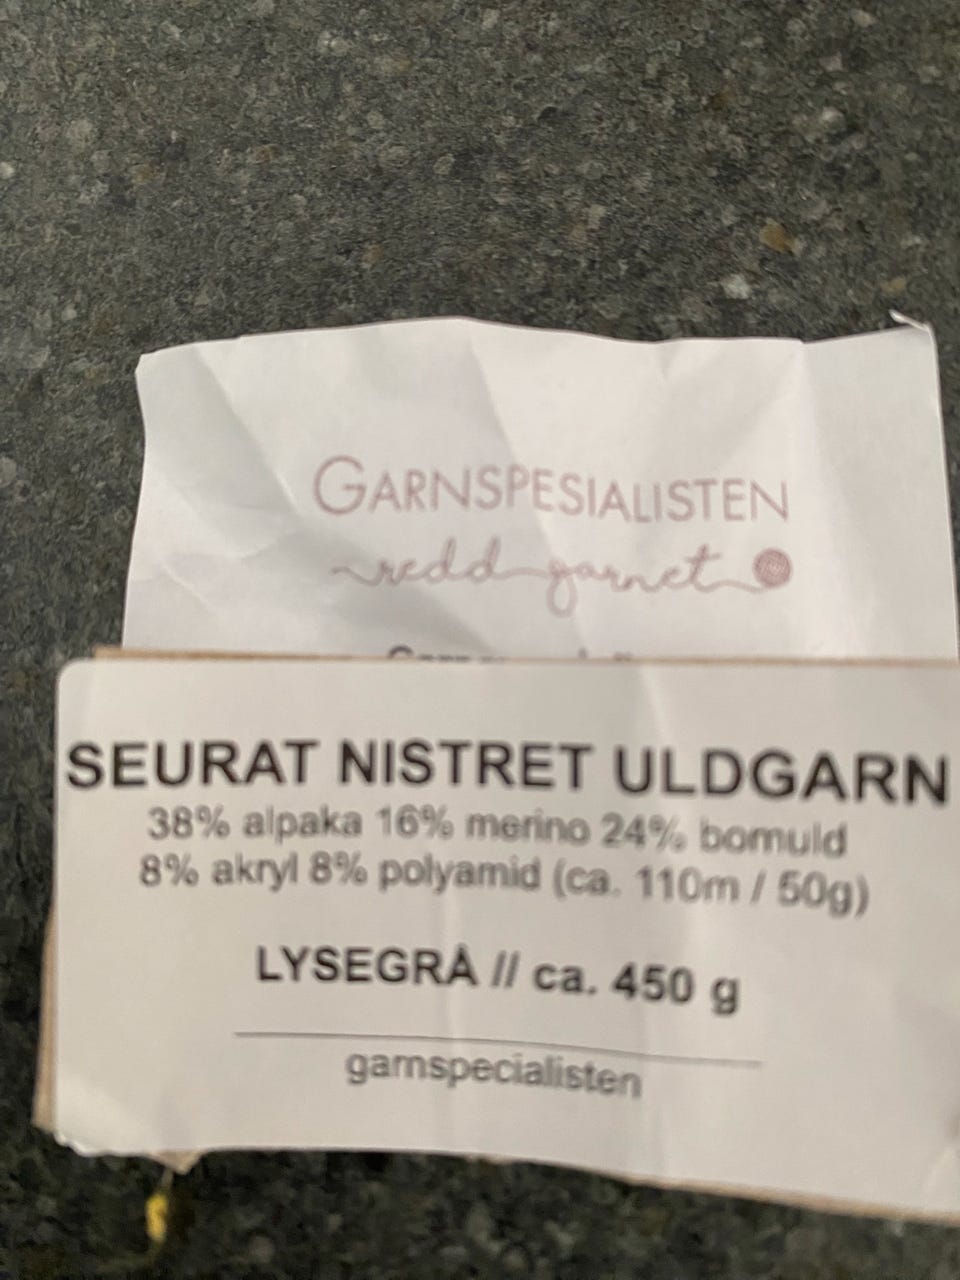 GARNSPESIALISTEN
redd garnet
SEURAT NISTRET ULDGARN
38% alpaka 16% merino 24% bomuld
8% akryl 8% polyamid (ca. 110m / 50g)
LYSEGRÅ // ca. 450 g
garnspecialisten